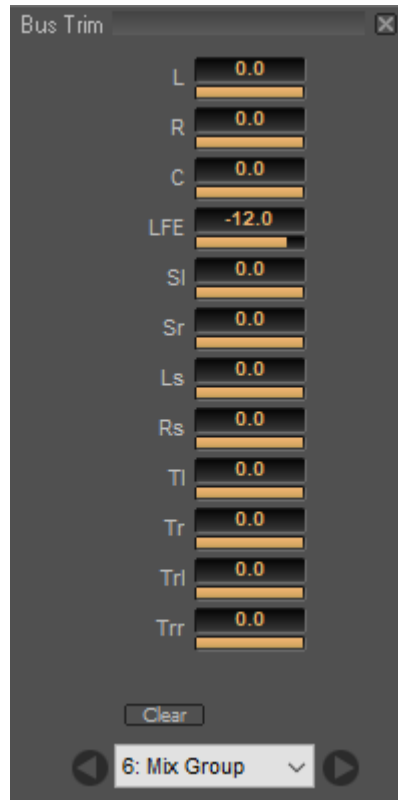 Bus Trim
L 0.0
R 0.0
C 0.0
LFE -12.0
Sl 0.0
Sr 0.0
Ls 0.0
Rs 0.0
Tl 0.0
Tr 0.0
Trl 0.0
Trr 0.0
Clear
6: Mix Group